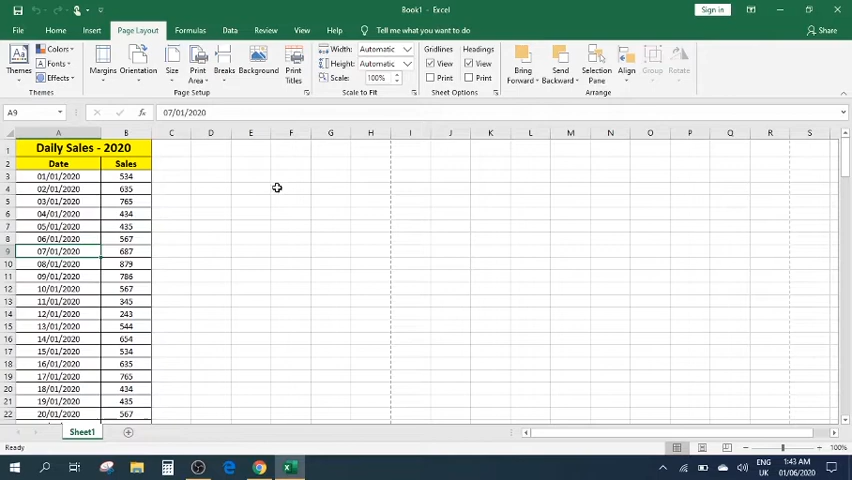 Book1 - Excel
Sign in
File Home Insert Page Layout Formulas Data Review View Help Tell me what you want to do Share
Themes Colors Fonts Effects
Margins Orientation Size Print Area Breaks Background Print Titles
Width: Automatic
Height: Automatic
Scale: 100%
Gridlines Headings
View View
Print Print
Bring Forward Send Backward Selection Pane Align Group Rotate
Themes Page Setup Scale to Fit Sheet Options Arrange
A9 fx 07/01/2020
A B C D E F G H I J K L M N O P Q R S
1 Daily Sales - 2020
2 Date Sales
3 01/01/2020 534
4 02/01/2020 635
5 03/01/2020 765
6 04/01/2020 434
7 05/01/2020 435
8 06/01/2020 567
9 07/01/2020 687
10 08/01/2020 879
11 09/01/2020 786
12 10/01/2020 567
13 11/01/2020 345
14 12/01/2020 243
15 13/01/2020 544
16 14/01/2020 654
17 15/01/2020 534
18 16/01/2020 635
19 17/01/2020 765
20 18/01/2020 434
21 19/01/2020 435
22 20/01/2020 567
Sheet1
Ready 100%
ENG 1:43 AM
UK 01/06/2020